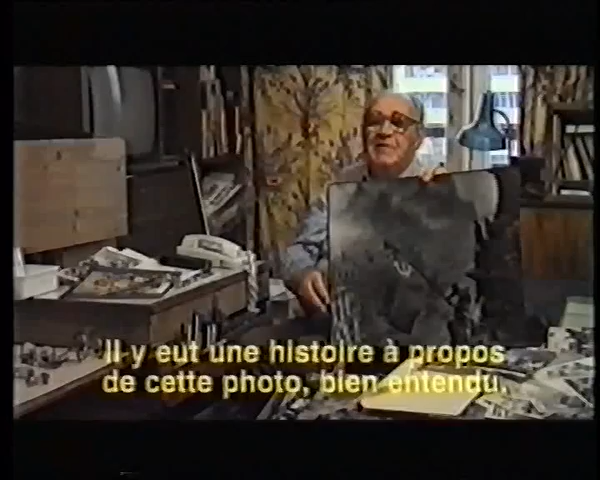 Il y eut une histoire à propos
de cette photo, bien entendu.